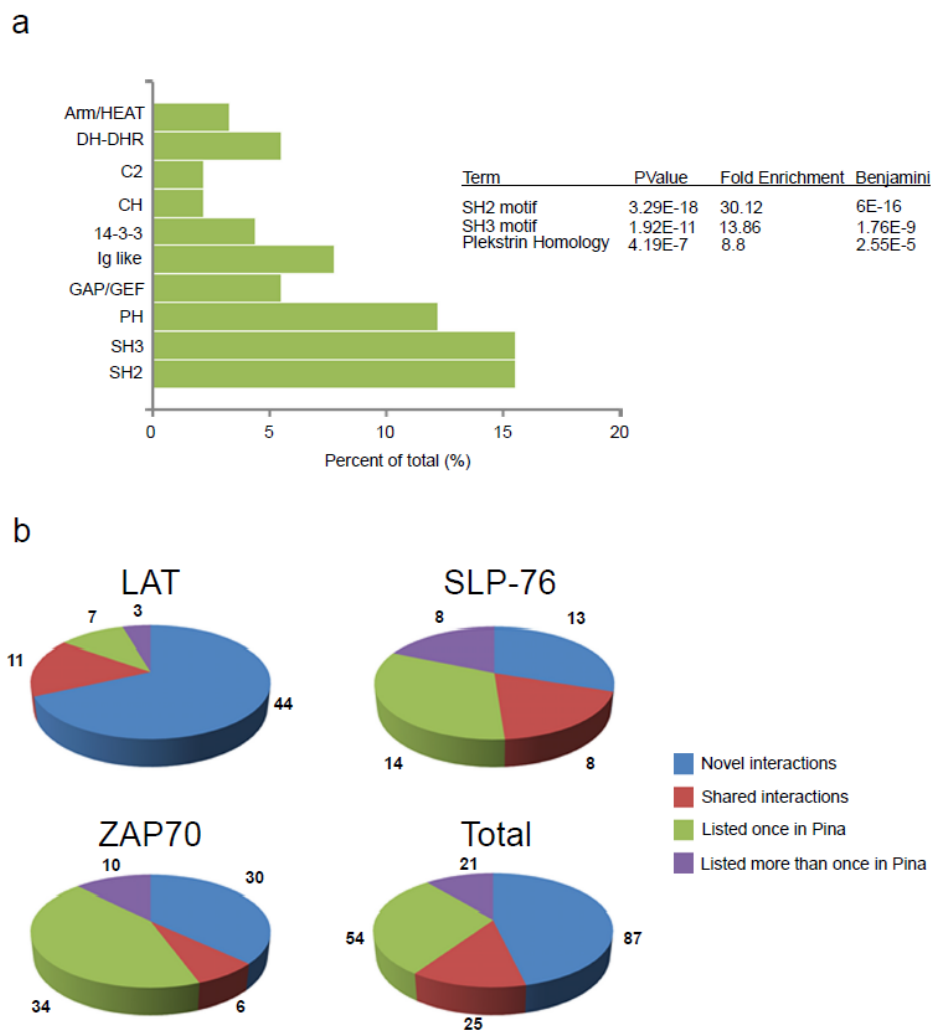 a
Arm/HEAT
DH-DHR
C2
CH
14-3-3
Ig like
GAP/GEF
PH
SH3
SH2
0 5 10 15 20
Percent of total (%)
Term PValue Fold Enrichment Benjamini
SH2 motif 3.29E-18 30.12 6E-16
SH3 motif 1.92E-11 13.86 1.76E-9
Plekstrin Homology 4.19E-7 8.8 2.55E-5
b
LAT
7 3
11
44
SLP-76
8 13
14 8
ZAP70
10 30
34 6
Total
21
54 87
25
Novel interactions
Shared interactions
Listed once in Pina
Listed more than once in Pina